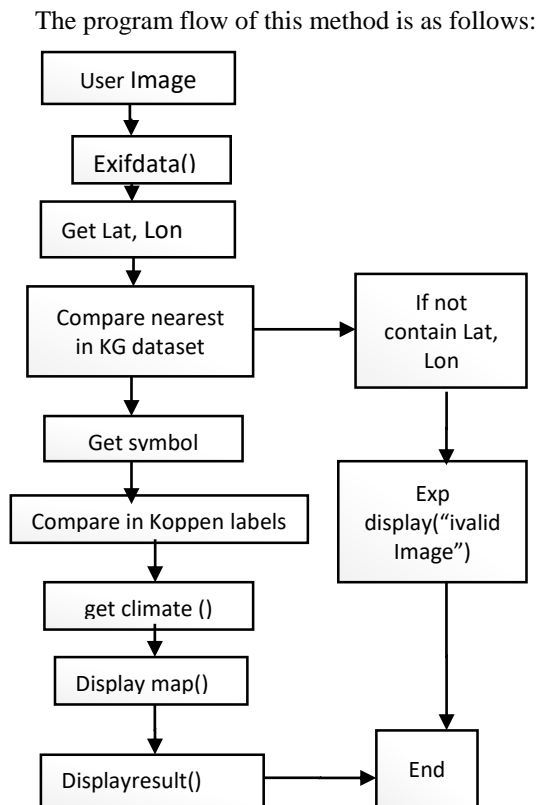 The program flow of this method is as follows:
User Image
Exifdata()
Get Lat, Lon
Compare nearest
in KG dataset
If not
contain Lat,
Lon
Get symbol
Exp
display(“ivalid
Image”)
Compare in Koppen labels
get climate ()
Display map()
Displayresult()
End